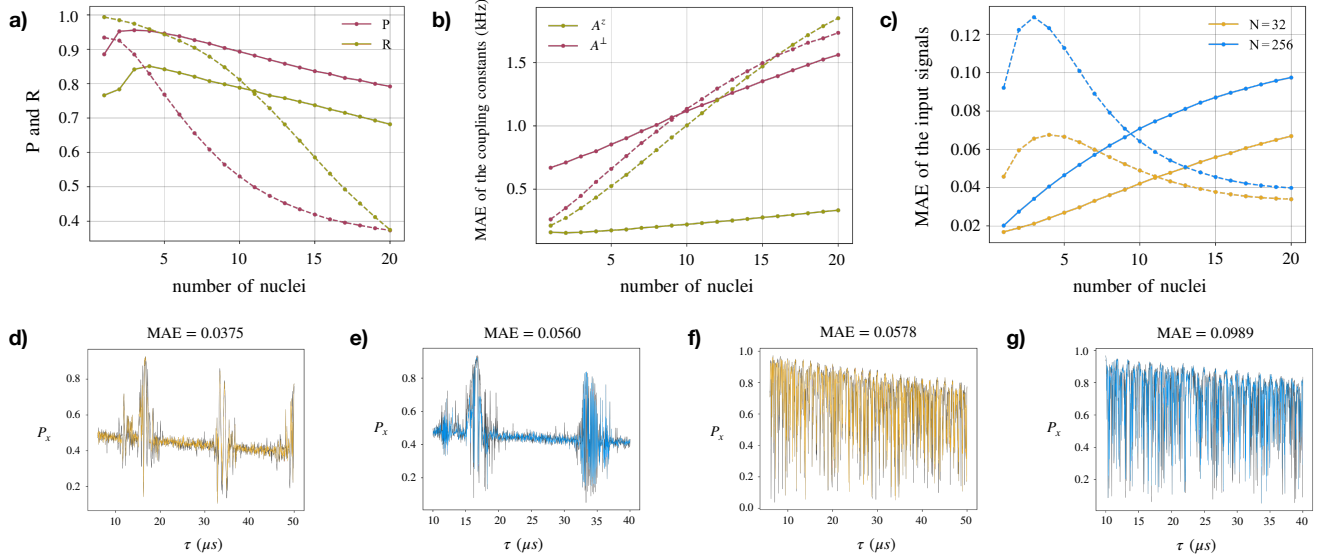 a)
P
R
1.0
0.9
0.8
0.7
0.6
0.5
0.4
P and R
5
10
15
20
number of nuclei
b)
A^z
A^⊥
1.5
1.0
0.5
MAE of the coupling constants (kHz)
5
10
15
20
number of nuclei
c)
N = 32
N = 256
0.12
0.10
0.08
0.06
0.04
0.02
MAE of the input signals
5
10
15
20
number of nuclei
d)
MAE = 0.0375
0.8
0.6
0.4
0.2
P_x
10
20
30
40
50
τ (μs)
e)
MAE = 0.0560
0.8
0.6
0.4
0.2
P_x
10
15
20
25
30
35
40
τ (μs)
f)
MAE = 0.0578
1.0
0.8
0.6
0.4
0.2
0.0
P_x
10
20
30
40
50
τ (μs)
g)
MAE = 0.0989
1.0
0.8
0.6
0.4
0.2
P_x
10
15
20
25
30
35
40
τ (μs)